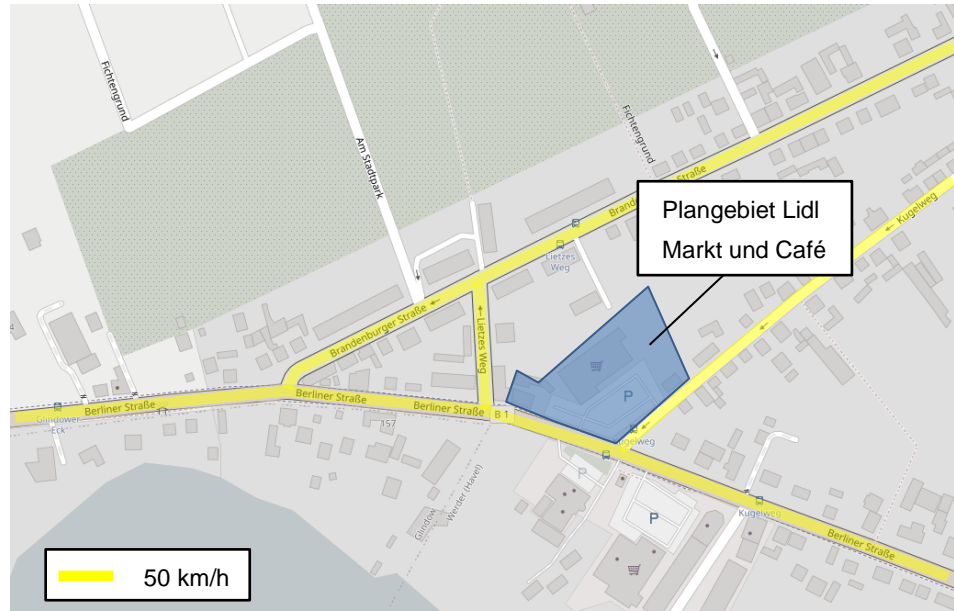 Fichtengrund
Am Stadtpark
Fichtengrund
Plangebiet Lidl
Markt und Café
Straße
Kugelweg
Lietzes
Weg
Brandenburger Straße
Lietzes Weg
Berliner Straße
Berliner Straße
Berliner Straße
B 1
P
Glindower
Eck
157
Kugelweg
P
P
Glindow
Werder (Havel)
Kugelweg
Berliner Straße
50 km/h